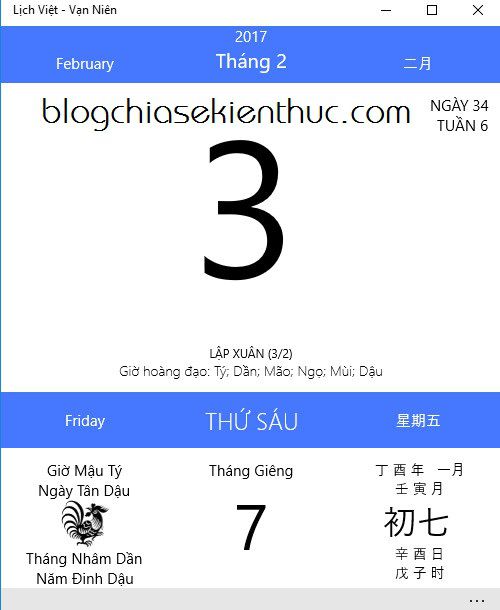 Lịch Việt - Vạn Niên
2017
February
Tháng 2
二月
blogchiasekienthuc.com
NGÀY 34
TUẦN 6
3
LẬP XUÂN (3/2)
Giờ hoàng đạo: Tý; Dần; Mão; Ngọ; Mùi; Dậu
Friday
THỨ SÁU
星期五
Giờ Mậu Tý
Ngày Tân Dậu
Tháng Nhâm Dần
Năm Đinh Dậu
Tháng Giêng
7
丁酉年 一月
壬寅月
初七
辛酉日
戊子时
...